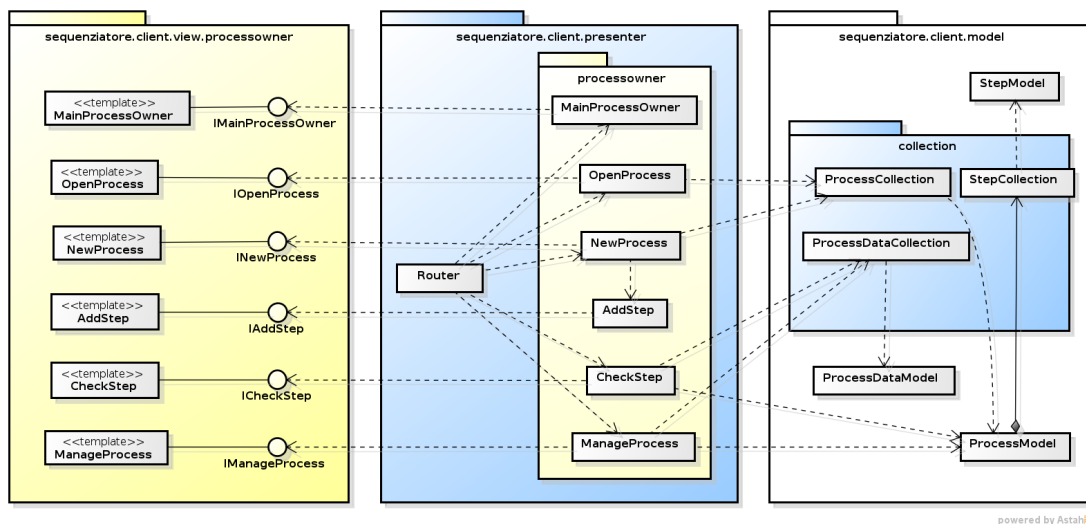 sequenziatore.client.view.processowner
<<template>>
MainProcessOwner
IMainProcessOwner
<<template>>
OpenProcess
IOpenProcess
<<template>>
NewProcess
INewProcess
<<template>>
AddStep
IAddStep
<<template>>
CheckStep
ICheckStep
<<template>>
ManageProcess
IManageProcess
sequenziatore.client.presenter
Router
processowner
MainProcessOwner
OpenProcess
NewProcess
AddStep
CheckStep
ManageProcess
sequenziatore.client.model
StepModel
collection
ProcessCollection
StepCollection
ProcessDataCollection
ProcessDataModel
ProcessModel
powered by Astah